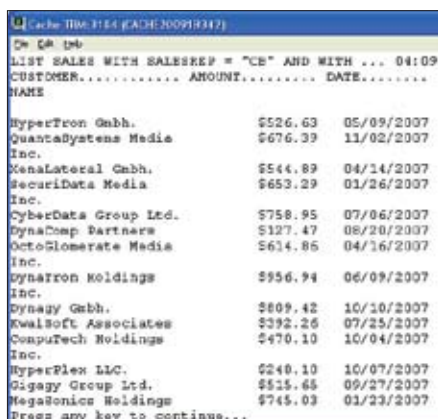 Cache TRM:3184 (CACHE20091B342)
File Edit Help
LIST SALES WITH SALESREP = "CB" AND WITH ... 04:09
CUSTOMER............ AMOUNT......... DATE........
NAME
HyperTron Gmbh. $526.63 05/09/2007
QuantaSystems Media $676.39 11/02/2007
Inc.
XenaLateral Gmbh. $544.89 04/14/2007
SecuriData Media $653.29 01/26/2007
Inc.
CyberData Group Ltd. $758.95 07/06/2007
DynaComp Partners $127.47 08/20/2007
OctoGlomerate Media $614.86 04/16/2007
Inc.
DynaTron Holdings $956.94 06/09/2007
Inc.
Dynagy Gmbh. $809.42 10/10/2007
KwalSoft Associates $392.26 07/25/2007
CompuTech Holdings $470.10 10/04/2007
Inc.
HyperPlex LLC. $240.10 10/07/2007
Gigagy Group Ltd. $515.65 09/27/2007
MegaSonics Holdings $745.03 01/23/2007
Press any key to continue...